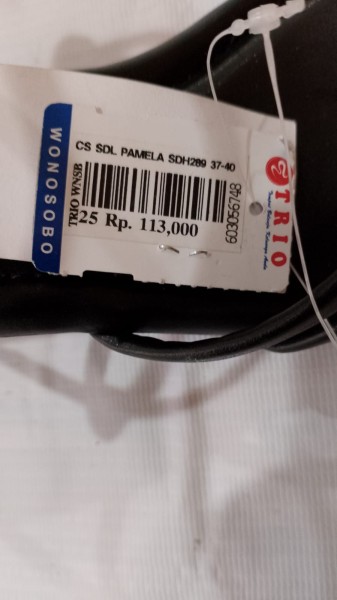 WONOSOBO
CS SDL PAMELA SDH289 37-40
TRIO WNSB
603056748
25 Rp. 113,000
TRIO